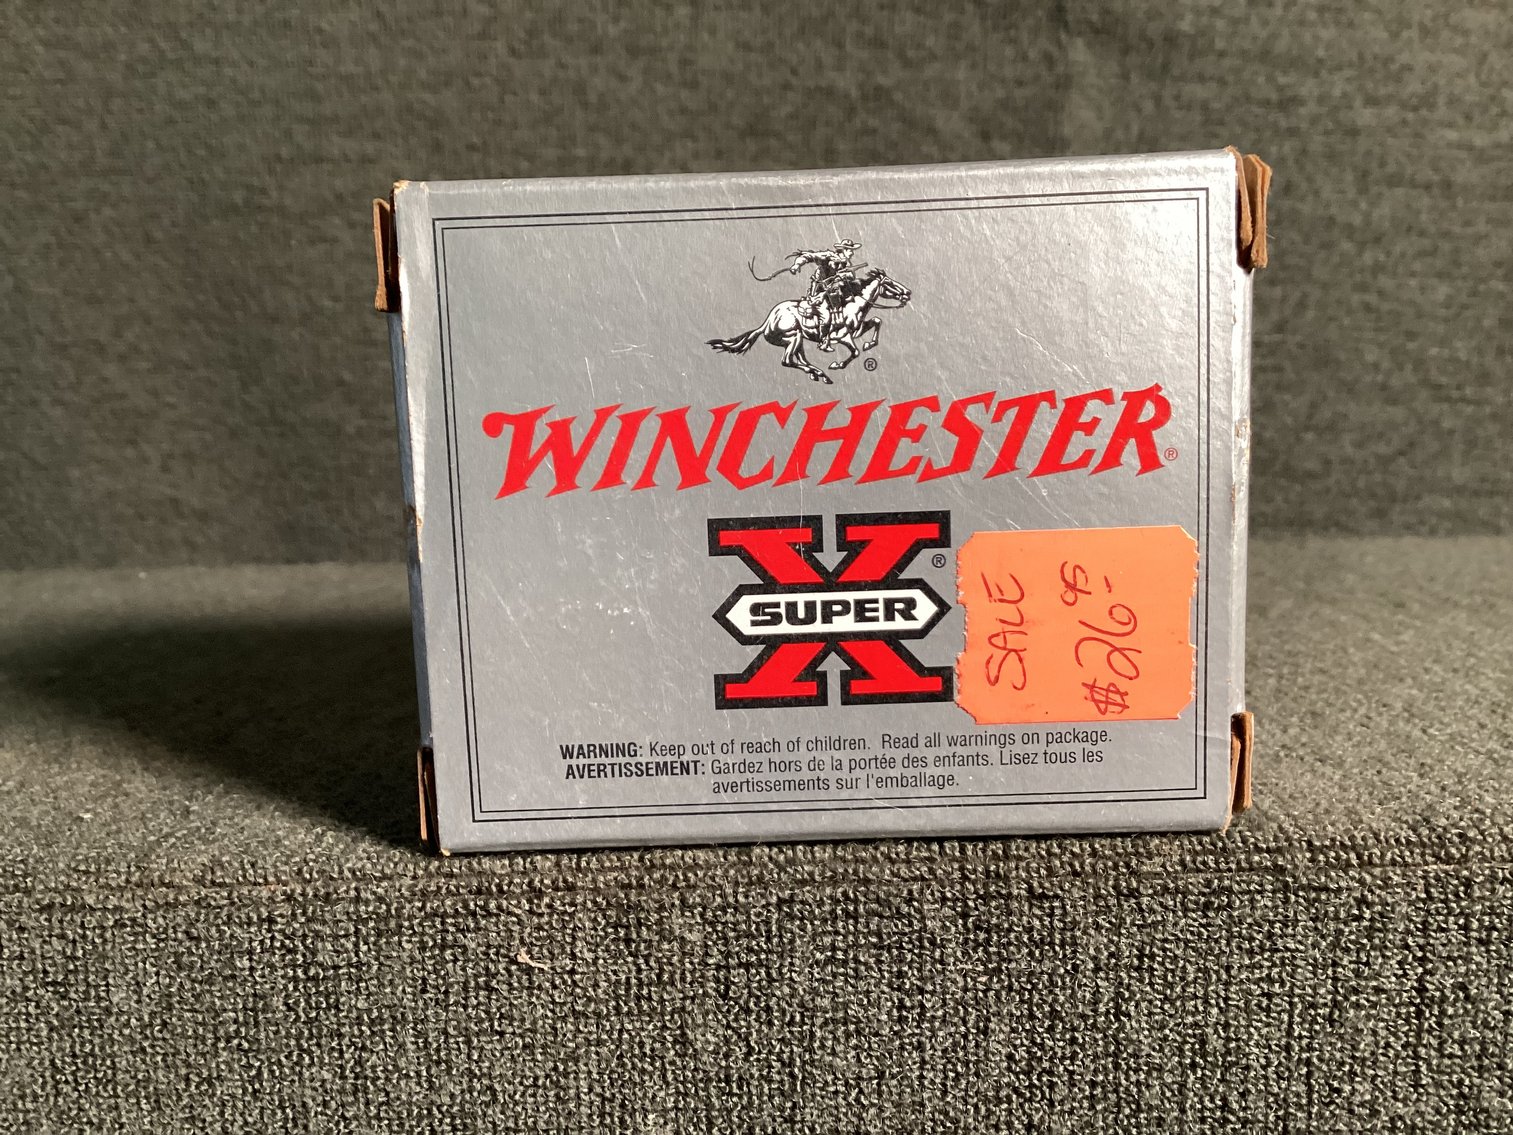 ®
WINCHESTER®
SUPER X®
WARNING: Keep out of reach of children. Read all warnings on package.
AVERTISSEMENT: Gardez hors de la portée des enfants. Lisez tous les
avertissements sur l'emballage.
SALE
$26.95